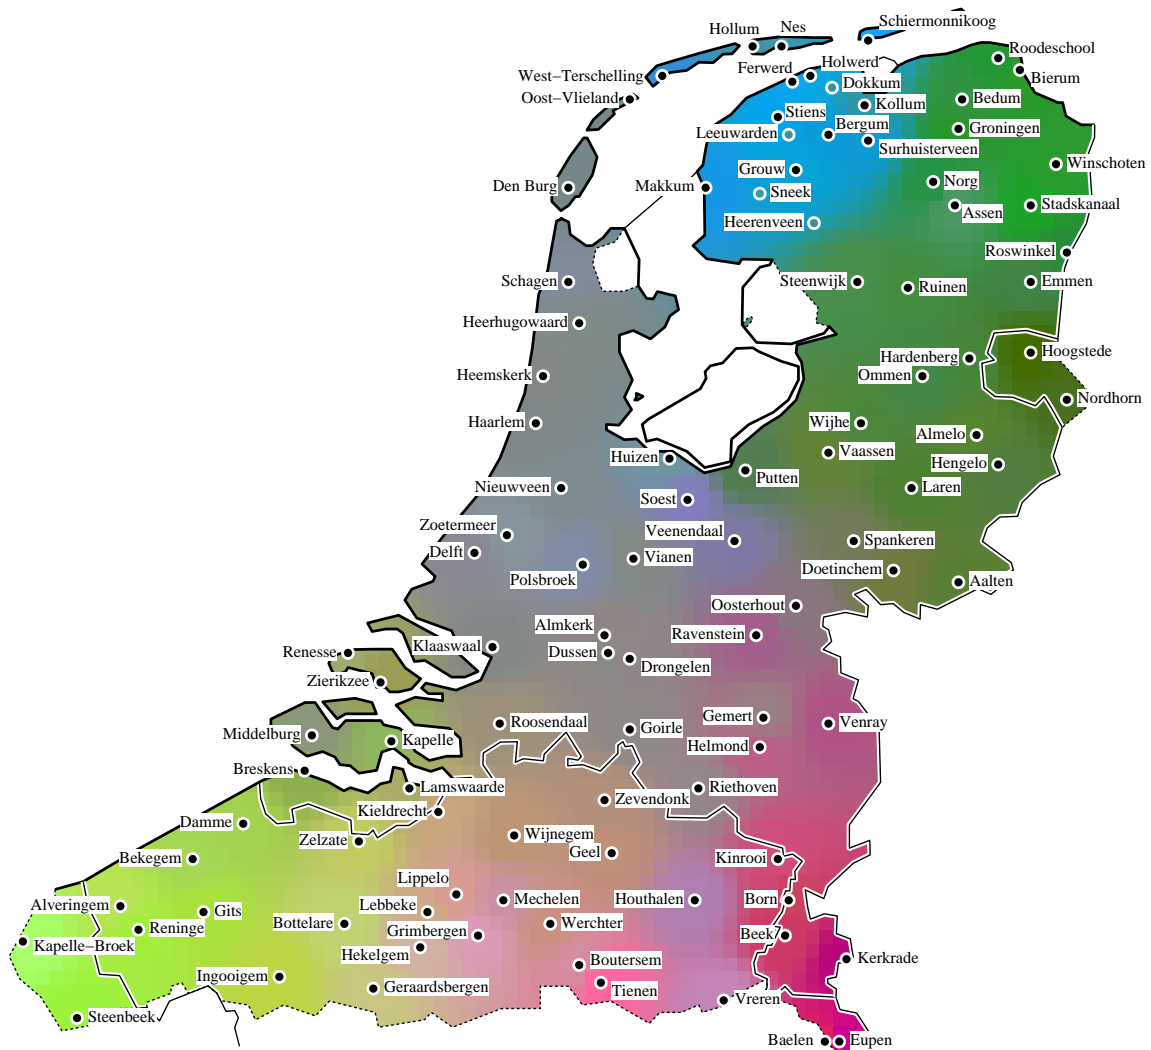 Schiermonnikoog
Hollum
Nes
Roodeschool
Holwerd
Ferwerd
West–Terschelling
Bierum
Dokkum
Oost–Vlieland
Bedum
Kollum
Stiens
Bergum
Groningen
Leeuwarden
Surhuisterveen
Winschoten
Grouw
Norg
Den Burg
Makkum
Sneek
Stadskanaal
Assen
Heerenveen
Roswinkel
Schagen
Steenwijk
Ruinen
Emmen
Heerhugowaard
Hoogstede
Hardenberg
Heemskerk
Ommen
Nordhorn
Haarlem
Wijhe
Almelo
Vaassen
Huizen
Hengelo
Putten
Nieuwveen
Laren
Soest
Zoetermeer
Veenendaal
Spankeren
Delft
Vianen
Doetinchem
Polsbroek
Aalten
Oosterhout
Almkerk
Ravenstein
Klaaswaal
Renesse
Dussen
Drongelen
Zierikzee
Gemert
Roosendaal
Venray
Goirle
Middelburg
Kapelle
Helmond
Breskens
Lamswaarde
Riethoven
Zevendonk
Kieldrecht
Damme
Wijnegem
Zelzate
Geel
Bekegem
Kinrooi
Lippelo
Mechelen
Houthalen
Born
Alveringem
Gits
Lebbeke
Bottelare
Werchter
Reninge
Grimbergen
Beek
Kapelle–Broek
Hekelgem
Kerkrade
Boutersem
Ingooigem
Geraardsbergen
Tienen
Vreren
Steenbeek
Baelen
Eupen